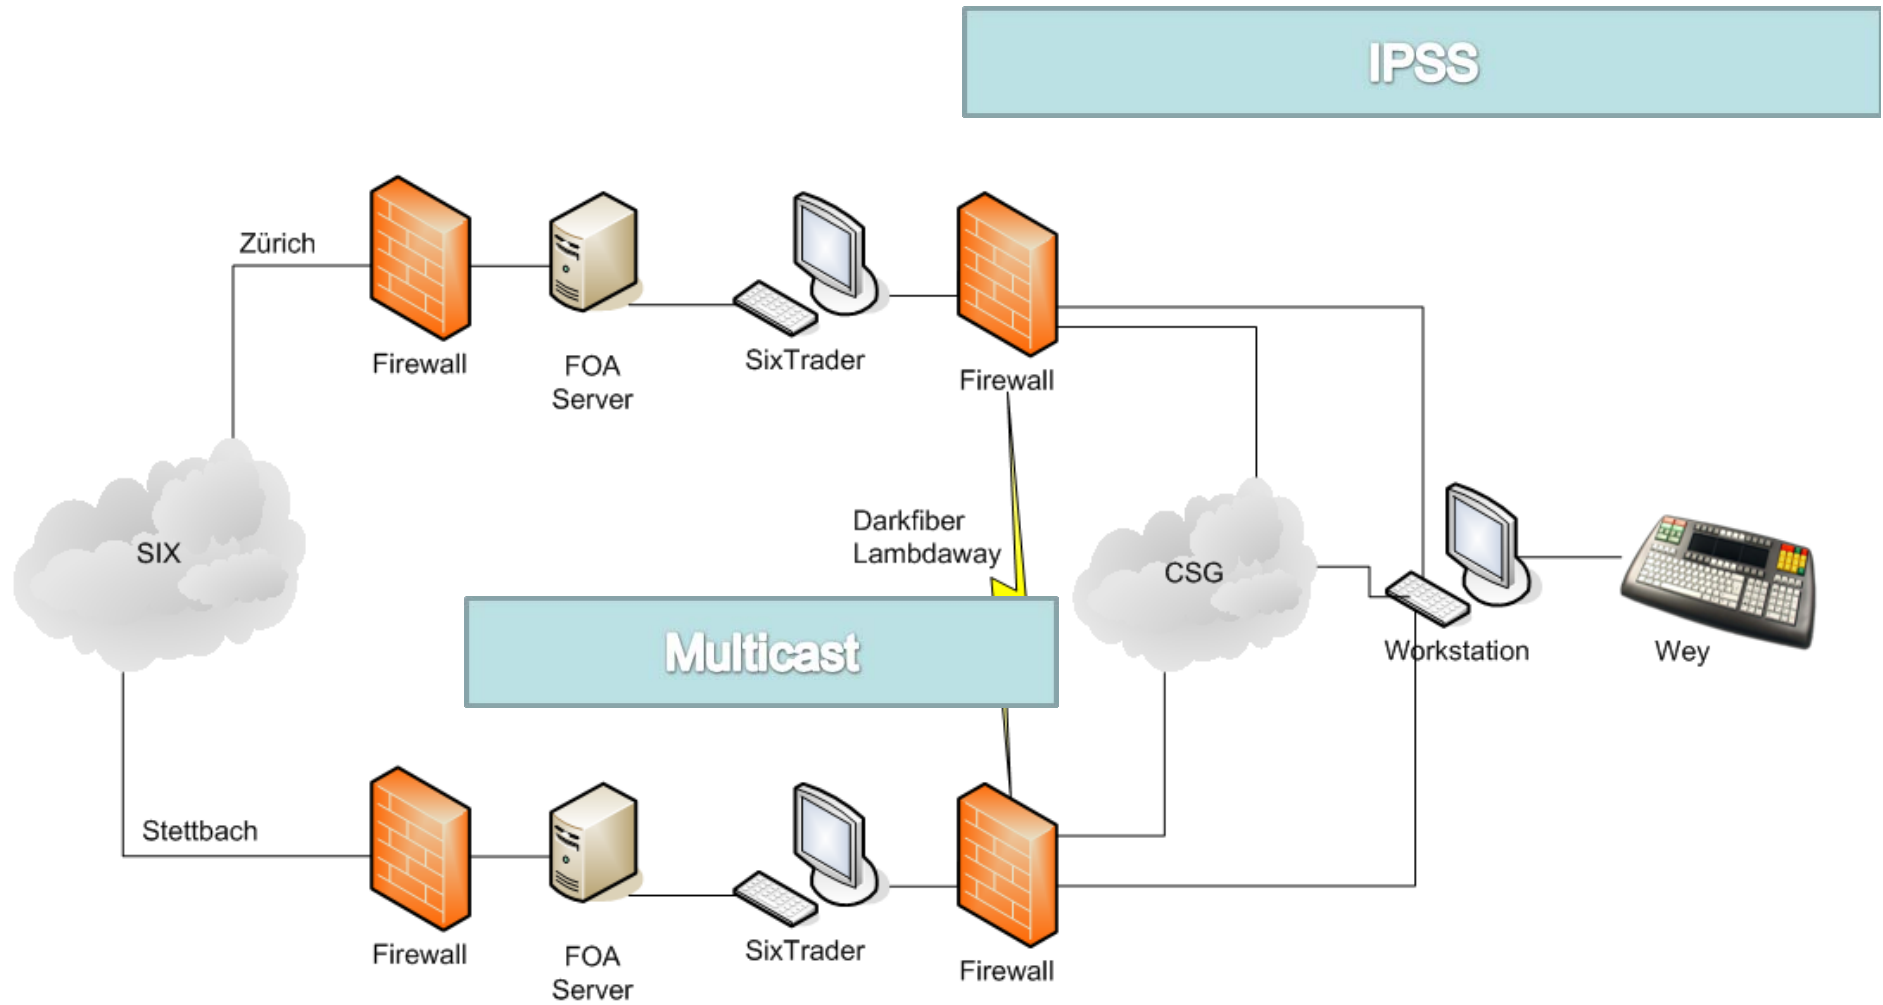 IPSS
Zürich
Firewall
FOA
Server
SixTrader
Firewall
SIX
Darkfiber
Lambdaway
CSG
Multicast
Workstation
Wey
Stettbach
Firewall
FOA
Server
SixTrader
Firewall